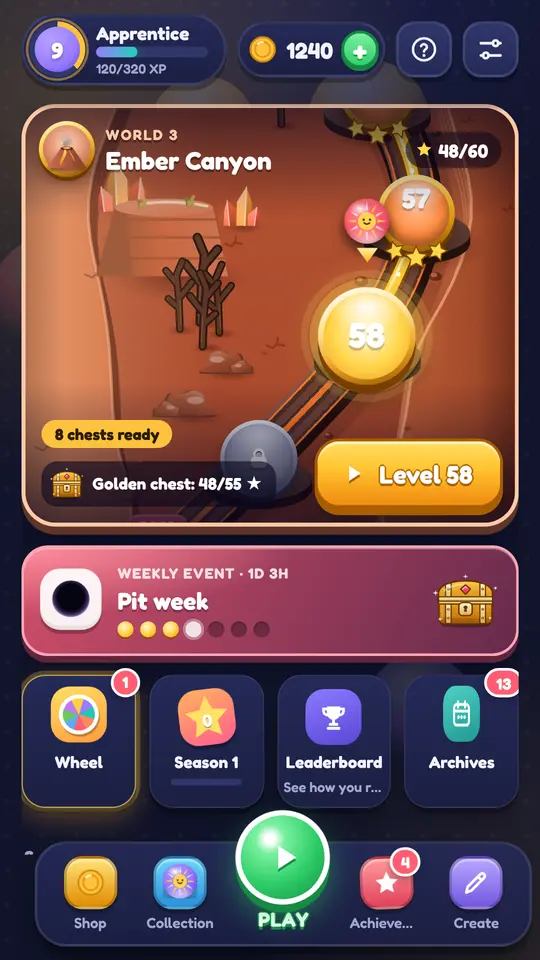 9
Apprentice
120/320 XP
1240
+
?
WORLD 3
Ember Canyon
48/60
57
58
8 chests ready
Golden chest: 48/55 ★
Level 58
WEEKLY EVENT · 1D 3H
Pit week
1
13
0
Wheel
Season 1
Leaderboard
Archives
See how you r...
4
Shop
Collection
PLAY
Achieve...
Create